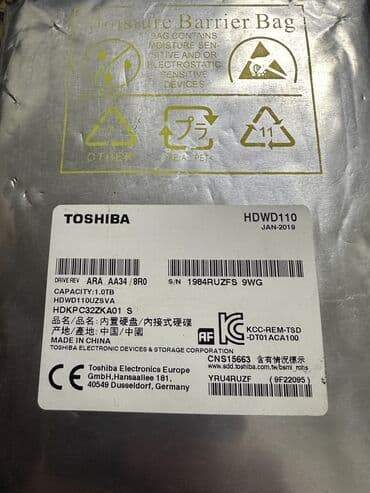 Moisture Barrier Bag
BAG CONTAINS
MOISTURE SEN-
SITIVE AND OR
ELECTROSTATIC
SENSITIVE
DEVICES
7
OTHER
プラ
11
TOSHIBA
HDWD110
JAN-2019
DRIVE REV ARA AA34 / 8R0
S/N 1984RUZFS 9WG
CAPACITY:1.0TB
HDWD110UZSVA
HDKPC32ZKA01 S
品名/品名: 内置硬盘/內接式硬碟
产地/產地: 中国/中國
MADE IN CHINA
TOSHIBA ELECTRONIC DEVICES & STORAGE CORPORATION
KCC-REM-TSD
-DT01ACA100
CE
Toshiba Electronics Europe
GmbH,Hansaallee 181,
40549 Dusseldorf, Germany
CNS15663 含有情況標示
www.sdd.toshiba.com.tw/bsmi_rohs
YRU4RUZF (9F22095)